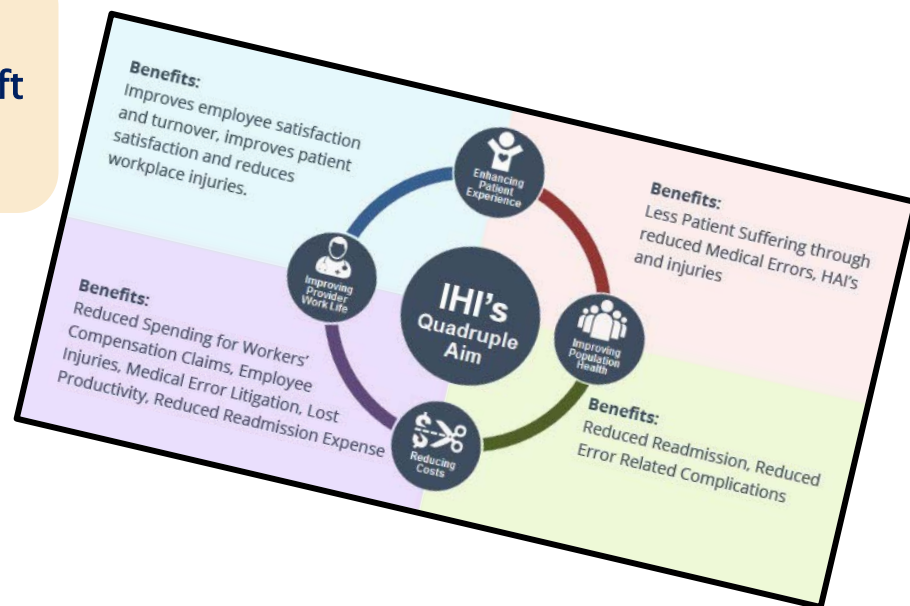 ft
Benefits:
Improves employee satisfaction
and turnover, improves patient
satisfaction and reduces
workplace injuries.
Enhancing
Patient
Experience
Benefits:
Less Patient Suffering through
reduced Medical Errors, HAI's
and injuries
Improving
Provider
Work Life
IHI's
Quadruple
Aim
Improving
Population
Health
Benefits:
Reduced Spending for Workers'
Compensation Claims, Employee
Injuries, Medical Error Litigation, Lost
Productivity, Reduced Readmission Expense
Reducing
Costs
Benefits:
Reduced Readmission, Reduced
Error Related Complications